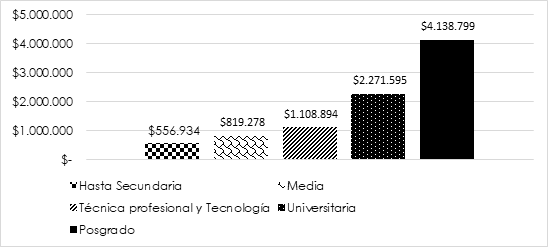 $5.000.000
$4.000.000
$3.000.000
$2.000.000
$1.000.000
$-
$556.934
$819.278
$1.108.894
$2.271.595
$4.138.799
Hasta Secundaria
Media
Técnica profesional y Tecnología
Universitaria
Posgrado